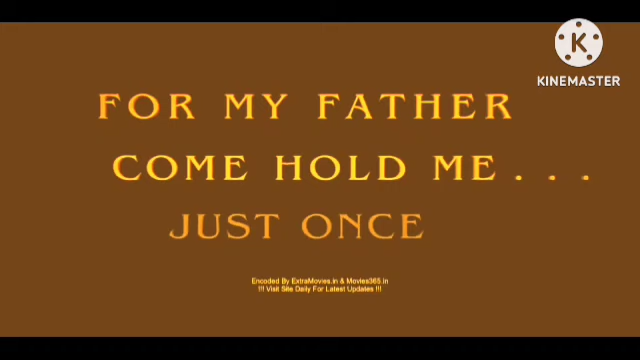 KINEMASTER
FOR MY FATHER
COME HOLD ME . . .
JUST ONCE
Encoded By ExtraMovies.in & Movies365.in
!!! Visit Site Daily For Latest Updates !!!